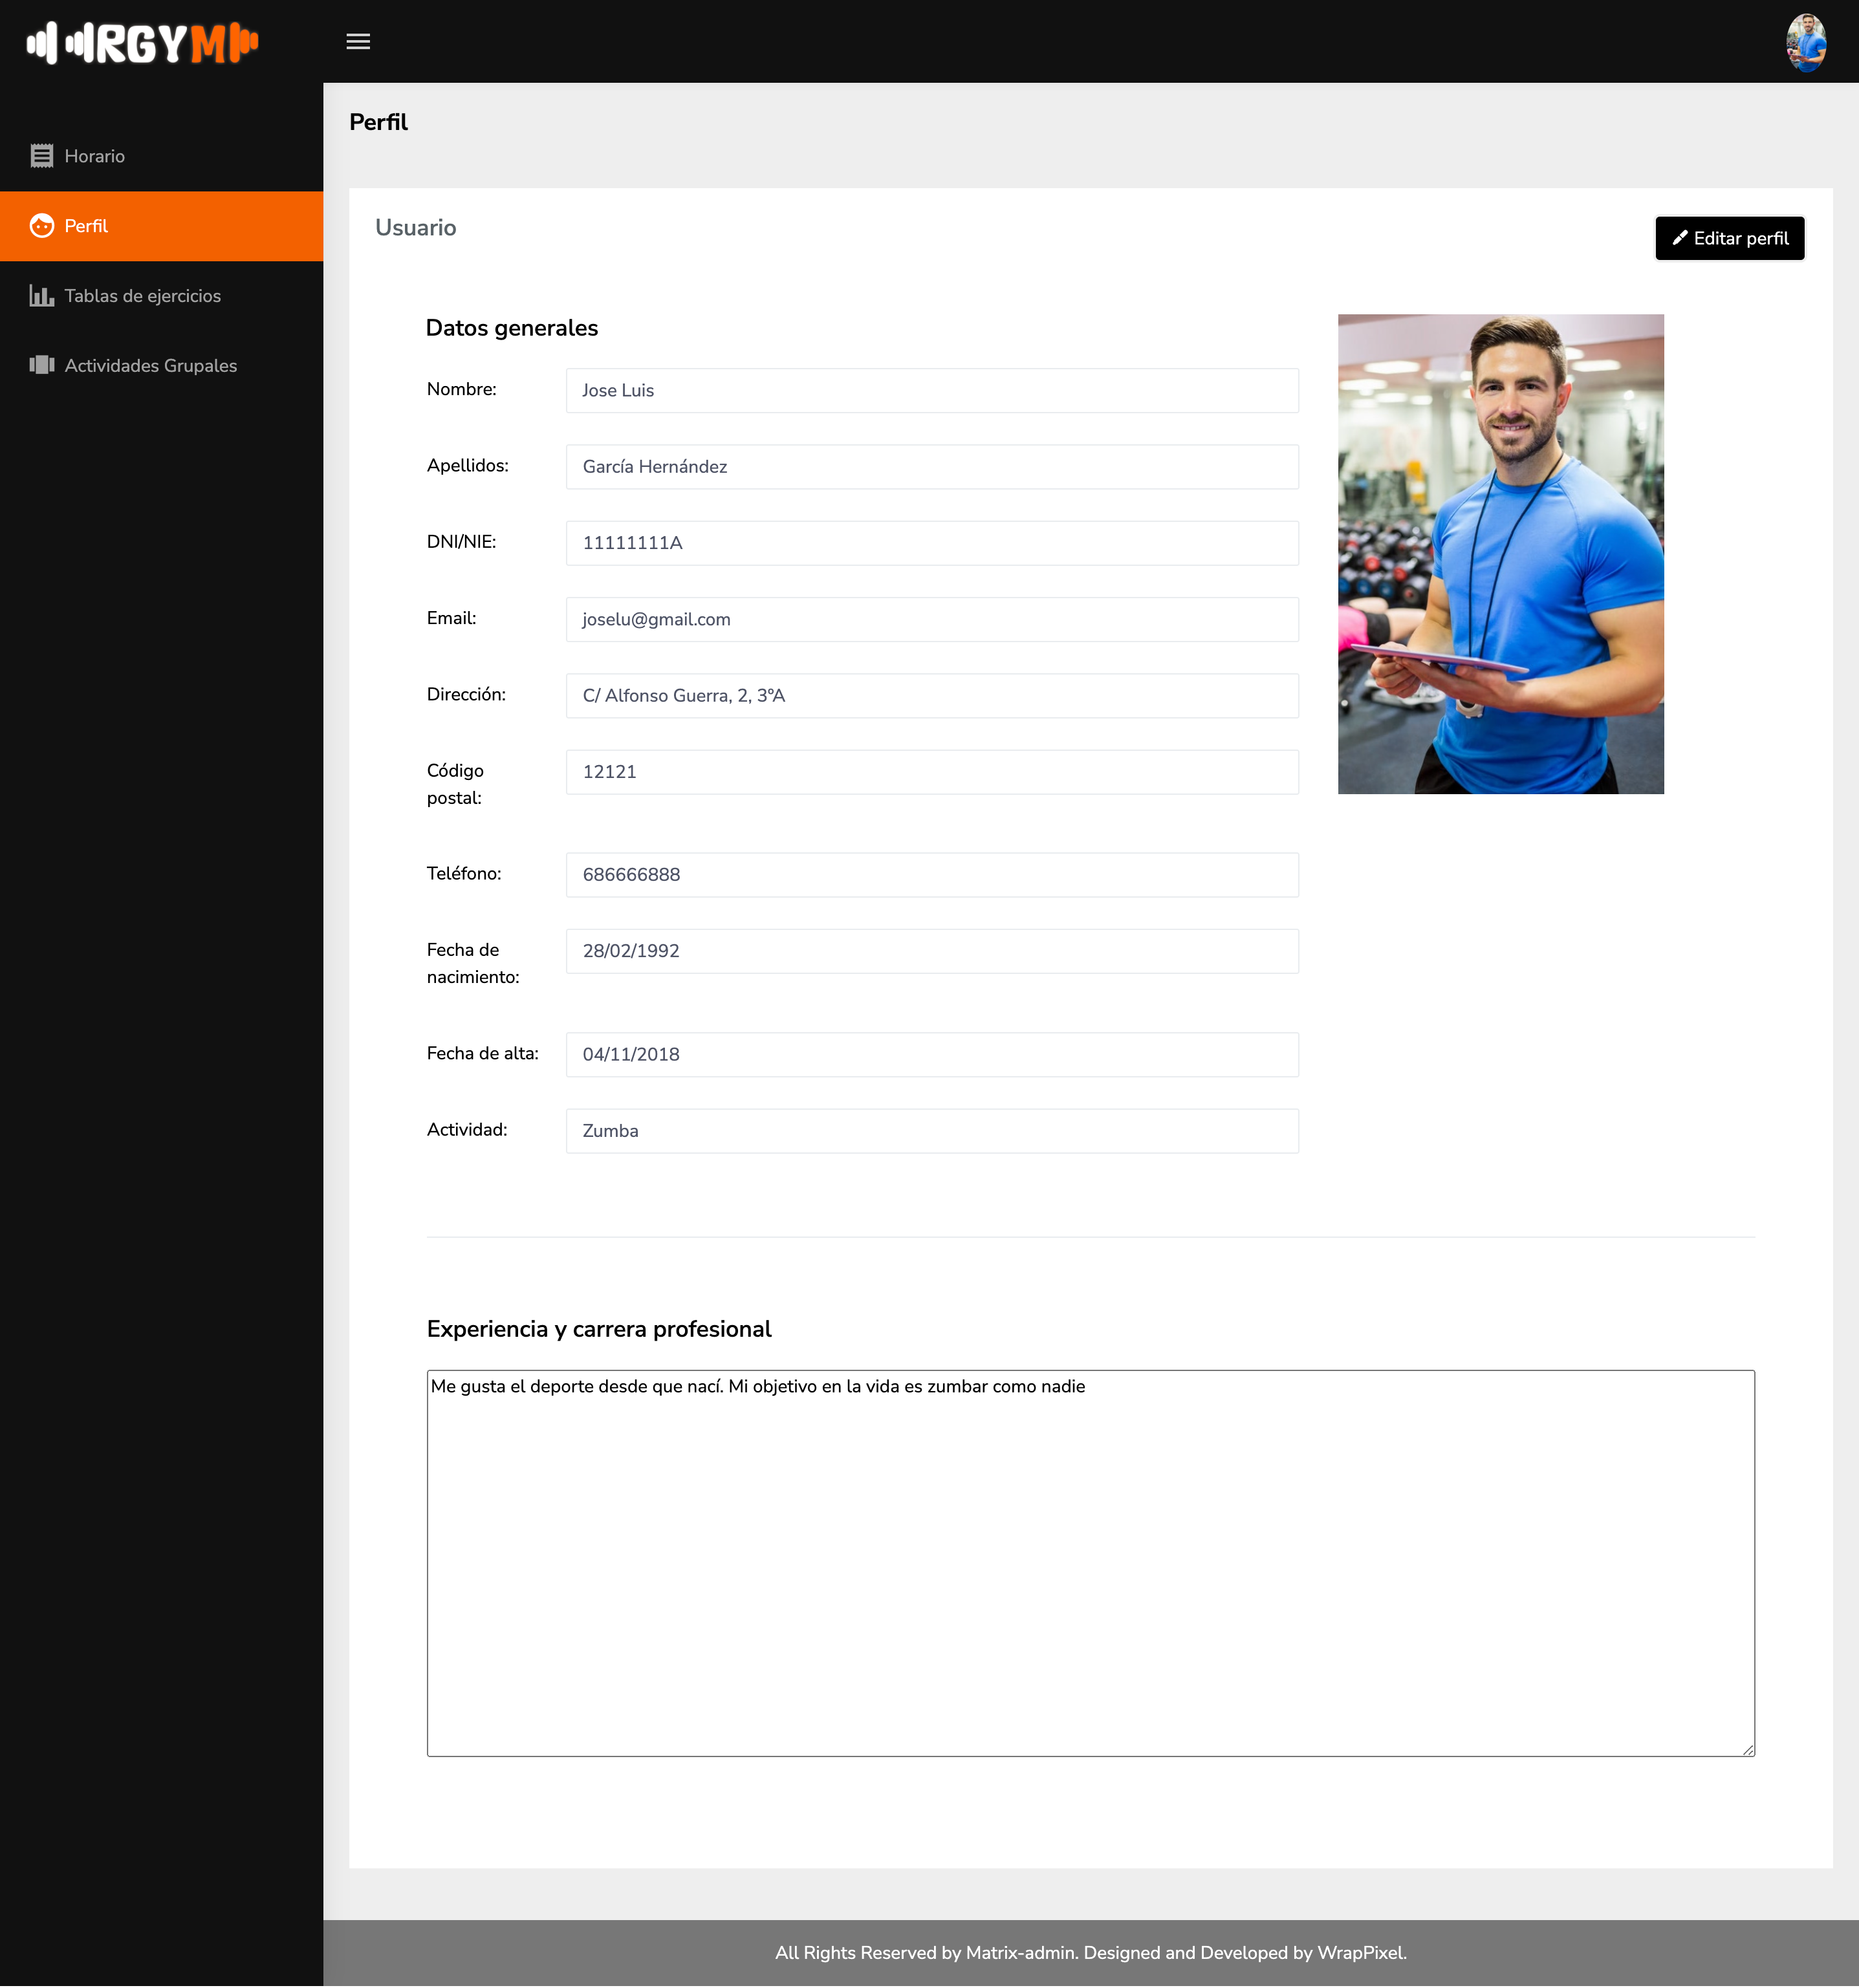 RGYM
Perfil
Horario
Perfil
Tablas de ejercicios
Actividades Grupales
Usuario
Editar perfil
Datos generales
Nombre:
Jose Luis
Apellidos:
García Hernández
DNI/NIE:
11111111A
Email:
joselu@gmail.com
Dirección:
C/ Alfonso Guerra, 2, 3ºA
Código
postal:
12121
Teléfono:
686666888
Fecha de
nacimiento:
28/02/1992
Fecha de alta:
04/11/2018
Actividad:
Zumba
Experiencia y carrera profesional
Me gusta el deporte desde que nací. Mi objetivo en la vida es zumbar como nadie
All Rights Reserved by Matrix-admin. Designed and Developed by WrapPixel.